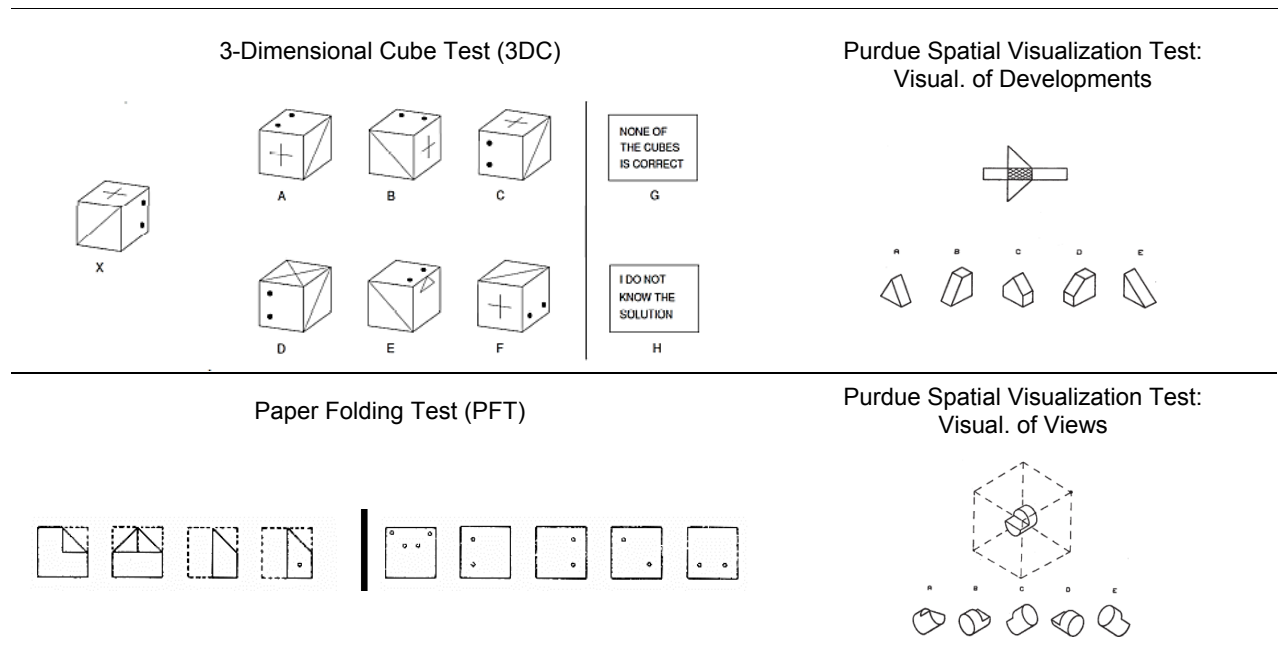 3-Dimensional Cube Test (3DC)
Purdue Spatial Visualization Test:
Visual. of Developments
A
B
C
NONE OF
THE CUBES
IS CORRECT
G
X
D
E
F
I DO NOT
KNOW THE
SOLUTION
H
A
B
C
D
E
Paper Folding Test (PFT)
Purdue Spatial Visualization Test:
Visual. of Views
A
B
C
D
E